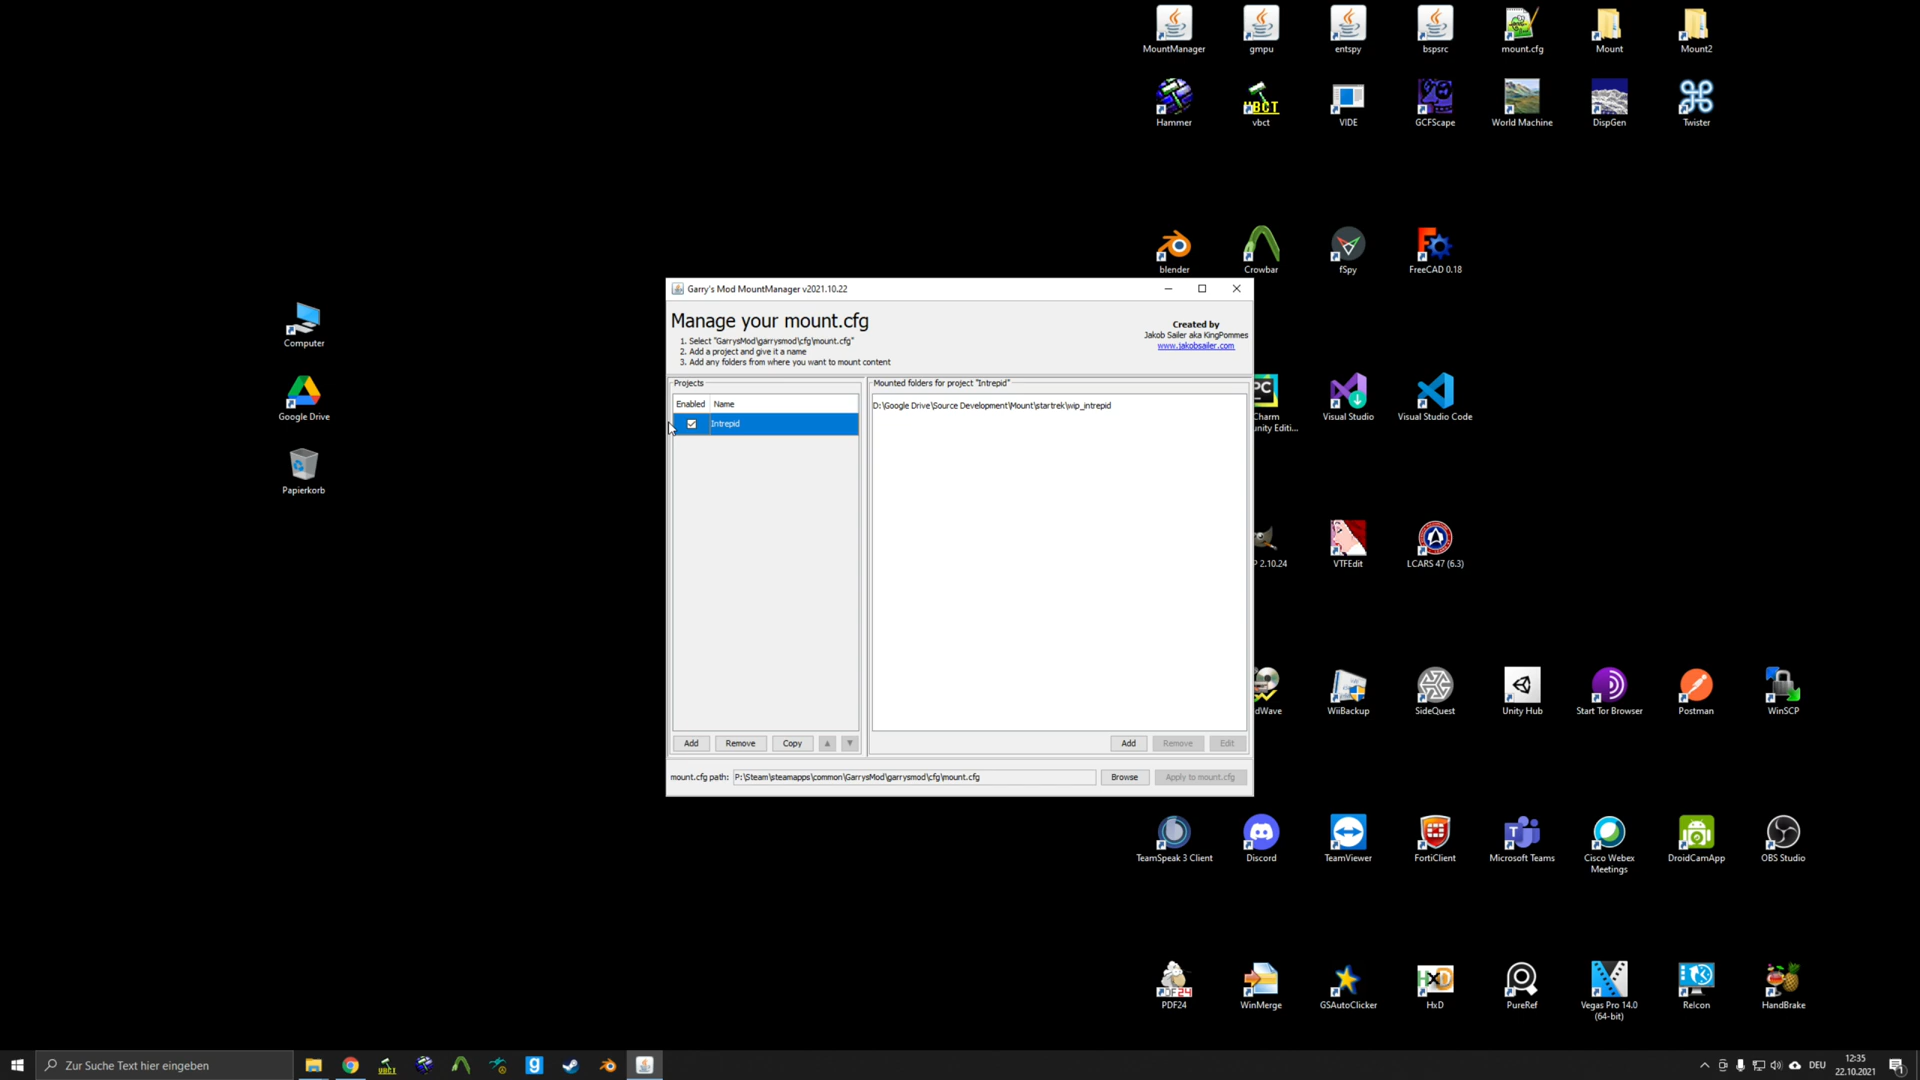 MountManager
gmpu
entspy
bspsrc
mount.cfg
Mount
Mount2
Hammer
VBCT
vbct
VIDE
GCFScape
World Machine
DispGen
Twister
blender
Crowbar
fSpy
FreeCAD 0.18
Computer
Google Drive
Papierkorb
Garry's Mod MountManager v2021.10.22
Manage your mount.cfg
1. Select "GarrysMod\garrysmod\cfg\mount.cfg"
2. Add a project and give it a name
3. Add any folders from where you want to mount content
Created by
Jakob Sailer aka KingPommes
www.jakobsailer.com
Projects
Enabled Name
Intrepid
Mounted folders for project "Intrepid"
D:\Google Drive\Source Development\Mount\startrek\wip_intrepid
Add Remove Copy
Add Remove Edit
mount.cfg path: P:\Steam\steamapps\common\GarrysMod\garrysmod\cfg\mount.cfg Browse Apply to mount.cfg
PC
Charm
unity Editi...
Visual Studio
Visual Studio Code
P 2.10.24
VTFEdit
LCARS 47 (6.3)
dWave
WiiBackup
SideQuest
Unity Hub
Start Tor Browser
Postman
WinSCP
TeamSpeak 3 Client
Discord
TeamViewer
FortiClient
Microsoft Teams
Cisco Webex
Meetings
DroidCamApp
OBS Studio
PDF24
WinMerge
GSAutoClicker
HxD
PureRef
Vegas Pro 14.0
(64-bit)
Relcon
HandBrake
Zur Suche Text hier eingeben
DEU
12:35
22.10.2021